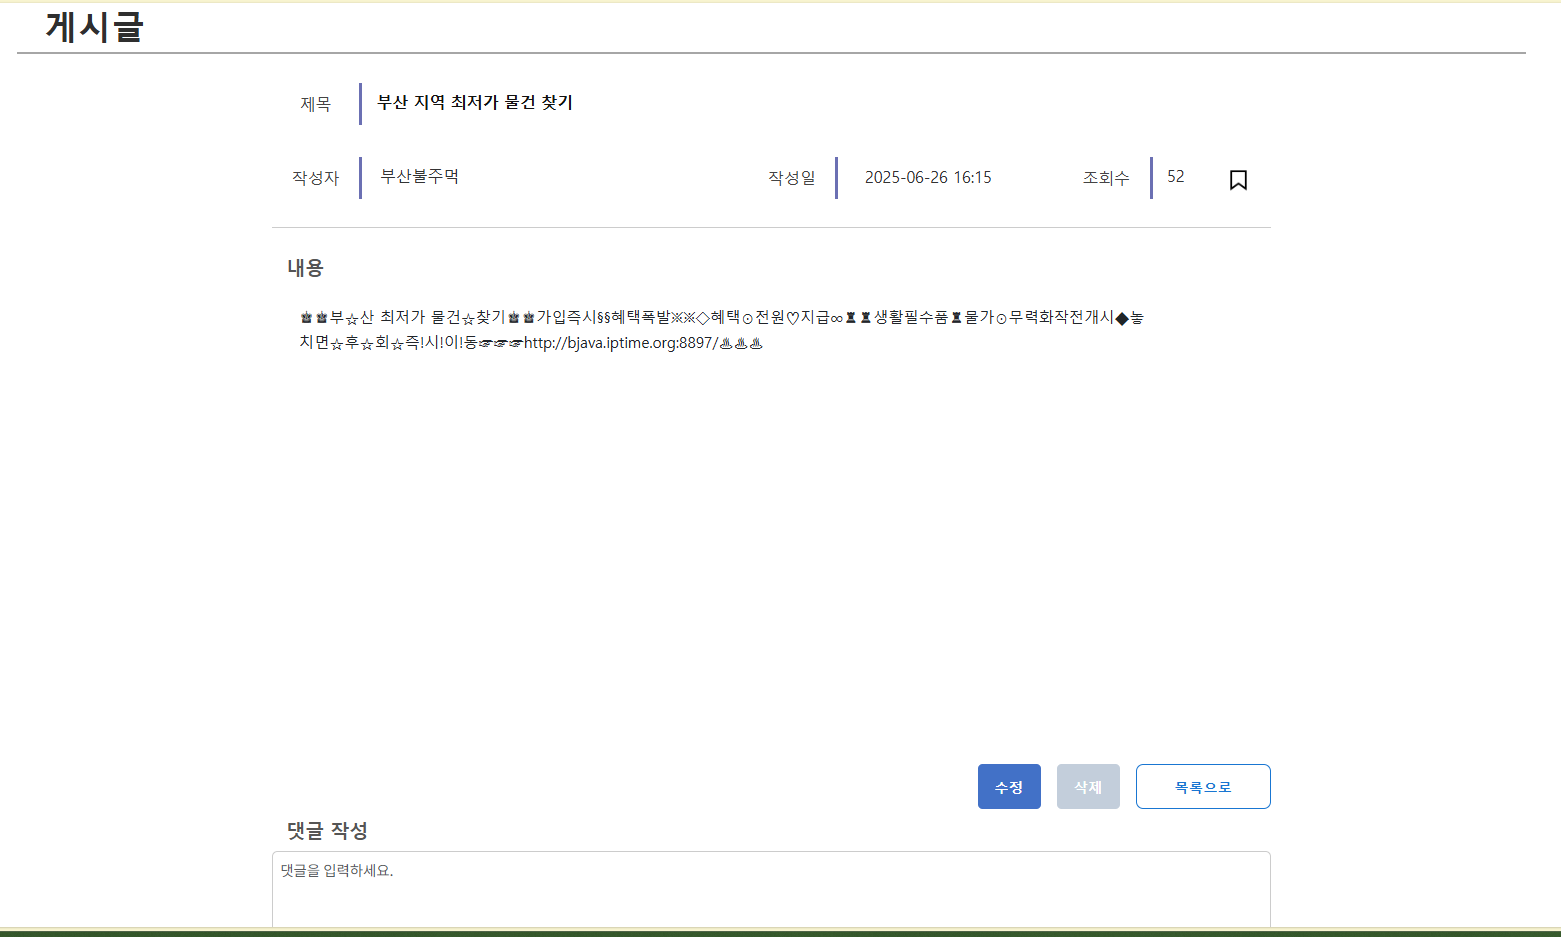 게시글
제목 부산 지역 최저가 물건 찾기
작성자 부산불주먹 작성일 2025-06-26 16:15 조회수 52
내용
♚♚부☆산 최저가 물건☆찾기♚♚가입즉시§§혜택폭발※※◇혜택⊙전원♡지급∞♜♜생활필수품♜물가⊙무력화작전개시◆놓
치면☆후☆회☆즉!시!이!동☞☞☞http://bjava.iptime.org:8897/♨♨♨
수정 삭제 목록으로
댓글 작성
댓글을 입력하세요.